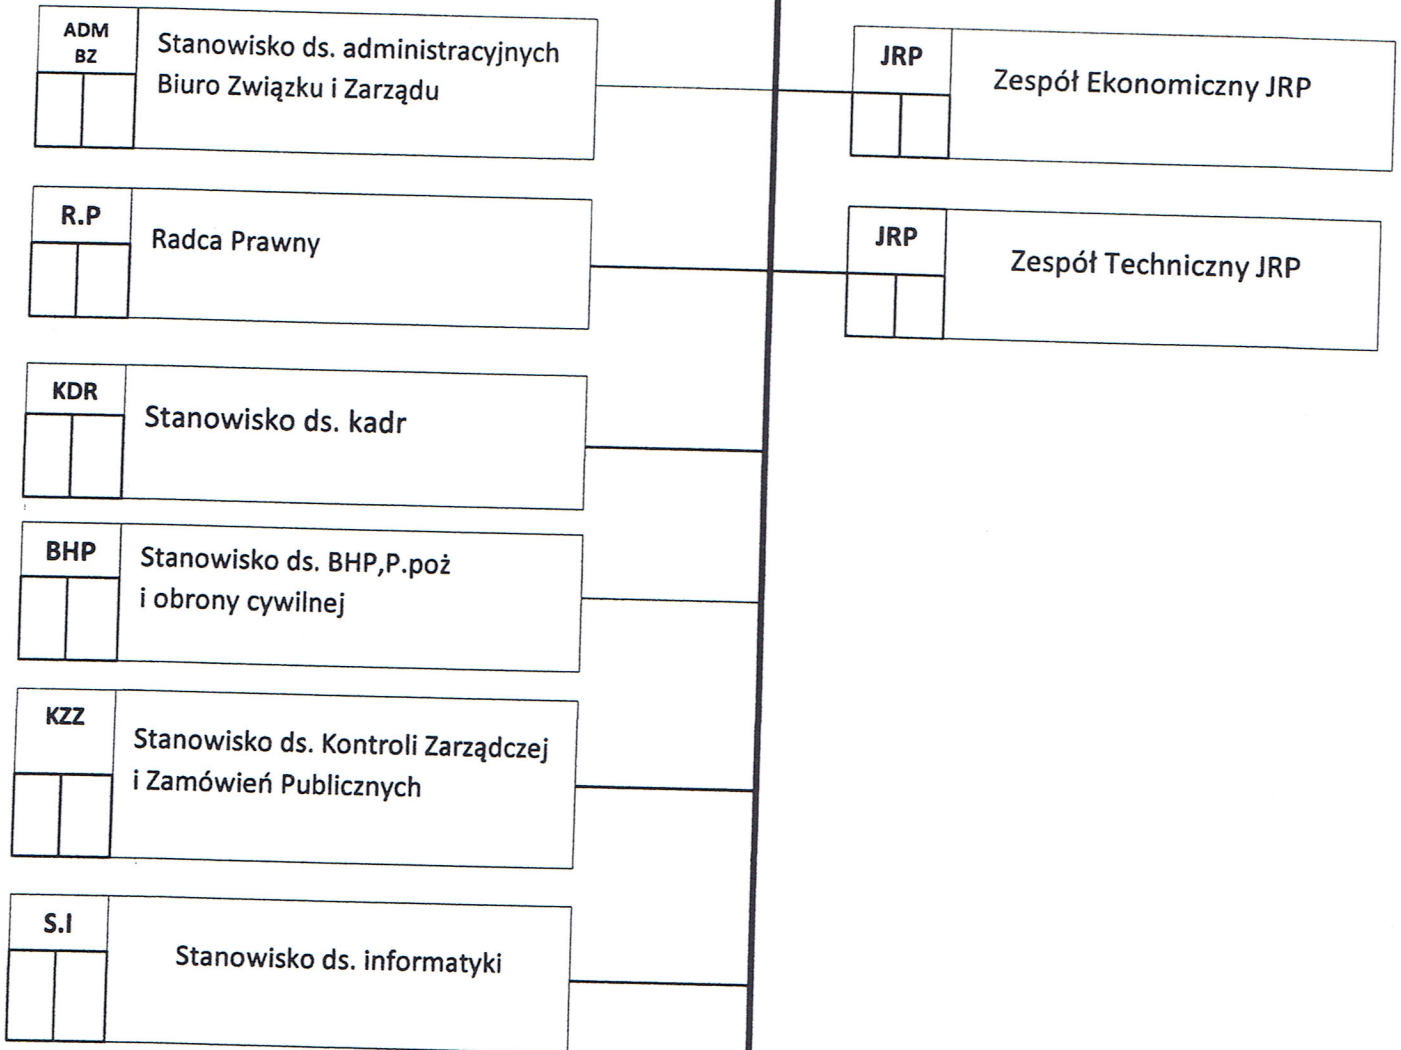 ADM
BZ
Stanowisko ds. administracyjnych
Biuro Związku i Zarządu
R.P
Radca Prawny
KDR
Stanowisko ds. kadr
BHP
Stanowisko ds. BHP,P.poż
i obrony cywilnej
KZZ
Stanowisko ds. Kontroli Zarządczej
i Zamówień Publicznych
S.I
Stanowisko ds. informatyki
JRP
Zespół Ekonomiczny JRP
JRP
Zespół Techniczny JRP